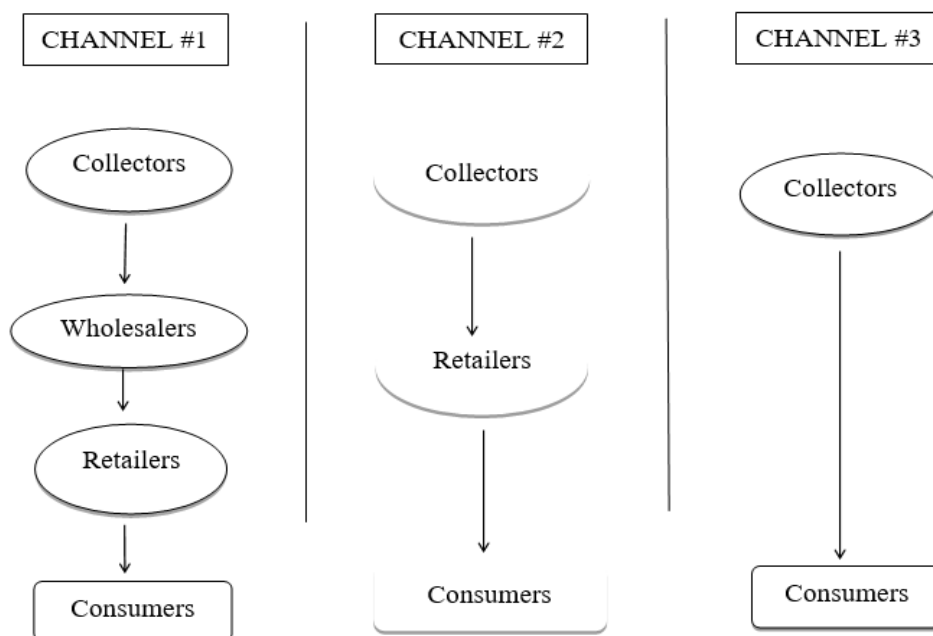 CHANNEL #1
Collectors
Wholesalers
Retailers
Consumers
CHANNEL #2
Collectors
Retailers
Consumers
CHANNEL #3
Collectors
Consumers